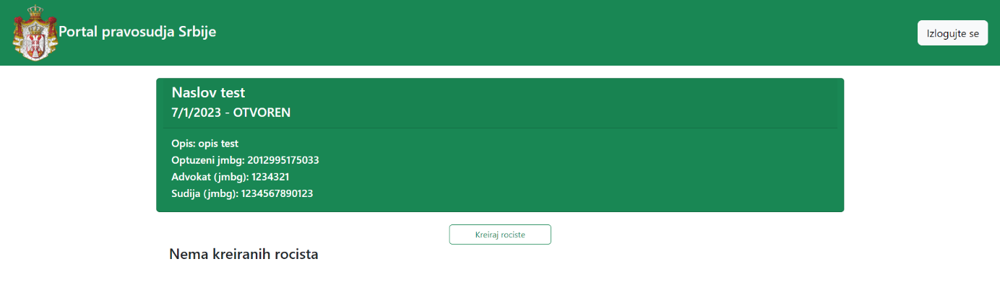 Portal pravosudja Srbije
Izlogujte se
Naslov test
7/1/2023 - OTVOREN
Opis: opis test
Optuzeni jmbg: 2012995175033
Advokat (jmbg): 1234321
Sudija (jmbg): 1234567890123
Kreiraj rociste
Nema kreiranih rocista